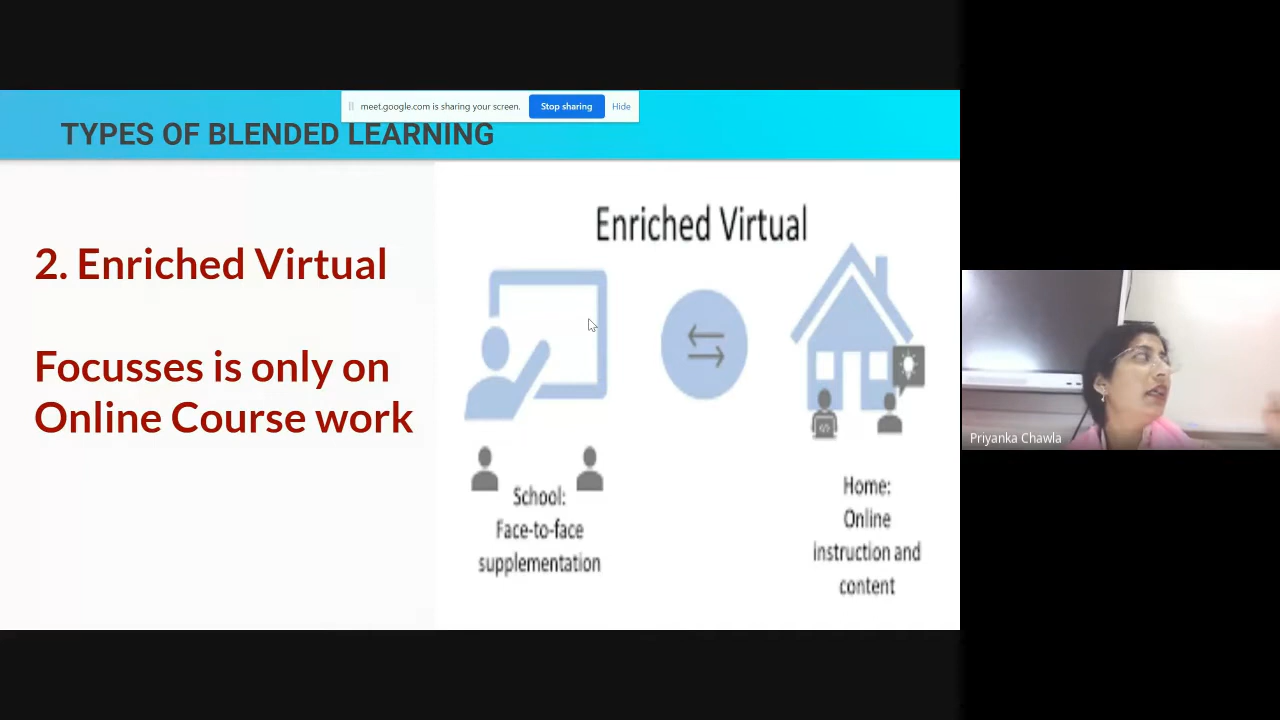 meet.google.com is sharing your screen. Stop sharing Hide
TYPES OF BLENDED LEARNING
2. Enriched Virtual
Focusses is only on
Online Course work
Enriched Virtual
School:
Face-to-face
supplementation
Home:
Online
instruction and
content
Priyanka Chawla